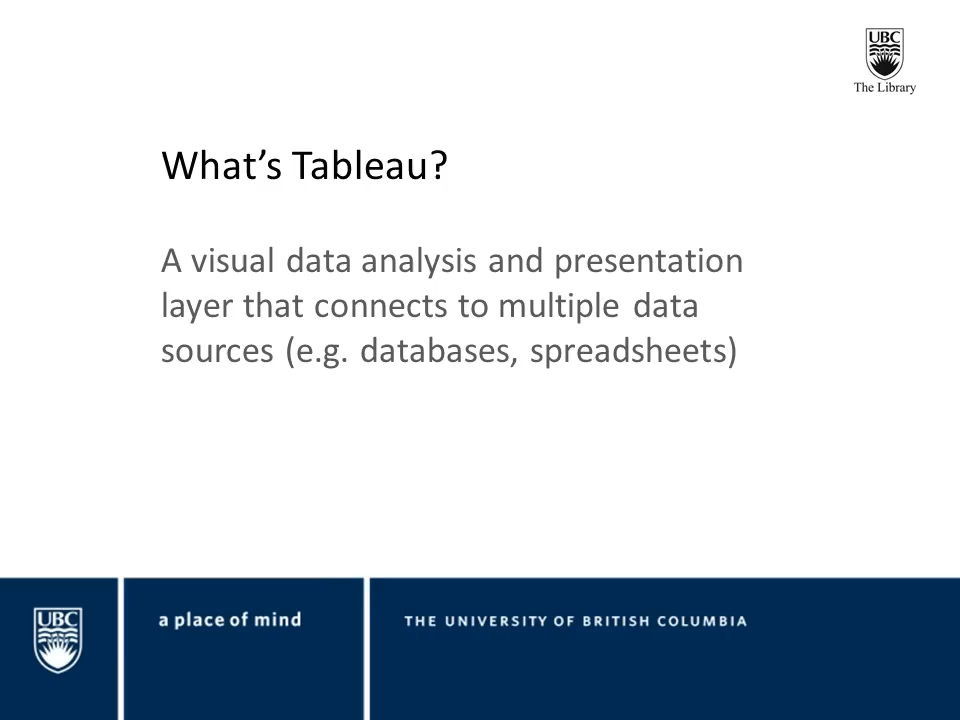 UBC
The Library
What’s Tableau?
A visual data analysis and presentation
layer that connects to multiple data
sources (e.g. databases, spreadsheets)
UBC
a place of mind
THE UNIVERSITY OF BRITISH COLUMBIA